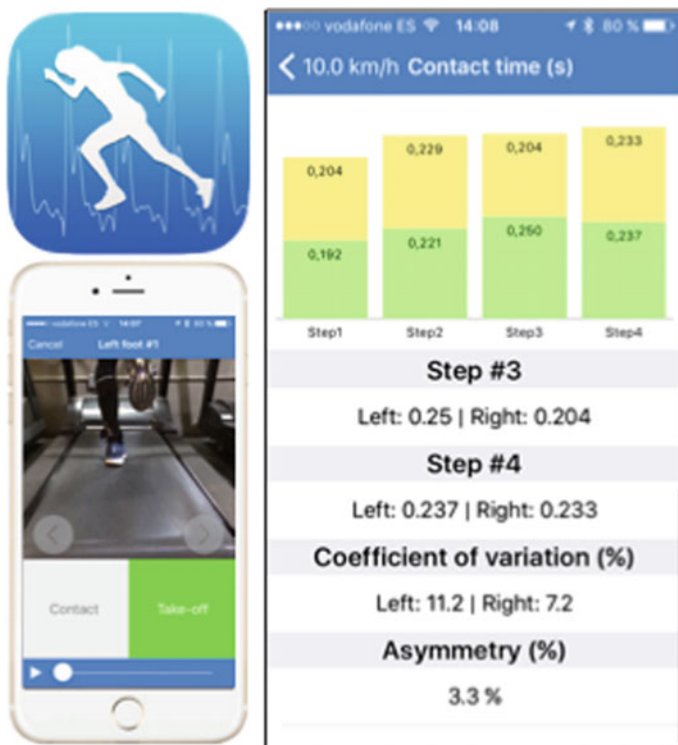 vodafone ES 14:08 80 %
10.0 km/h Contact time (s)
0,204 0,229 0,204 0,233
0,192 0,221 0,250 0,237
Step1 Step2 Step3 Step4
Step #3
Left: 0.25 | Right: 0.204
Step #4
Left: 0.237 | Right: 0.233
Coefficient of variation (%)
Left: 11.2 | Right: 7.2
Asymmetry (%)
3.3 %
vodafone ES 14:07 80 %
Cancel Left foot #1
Contact Take-off